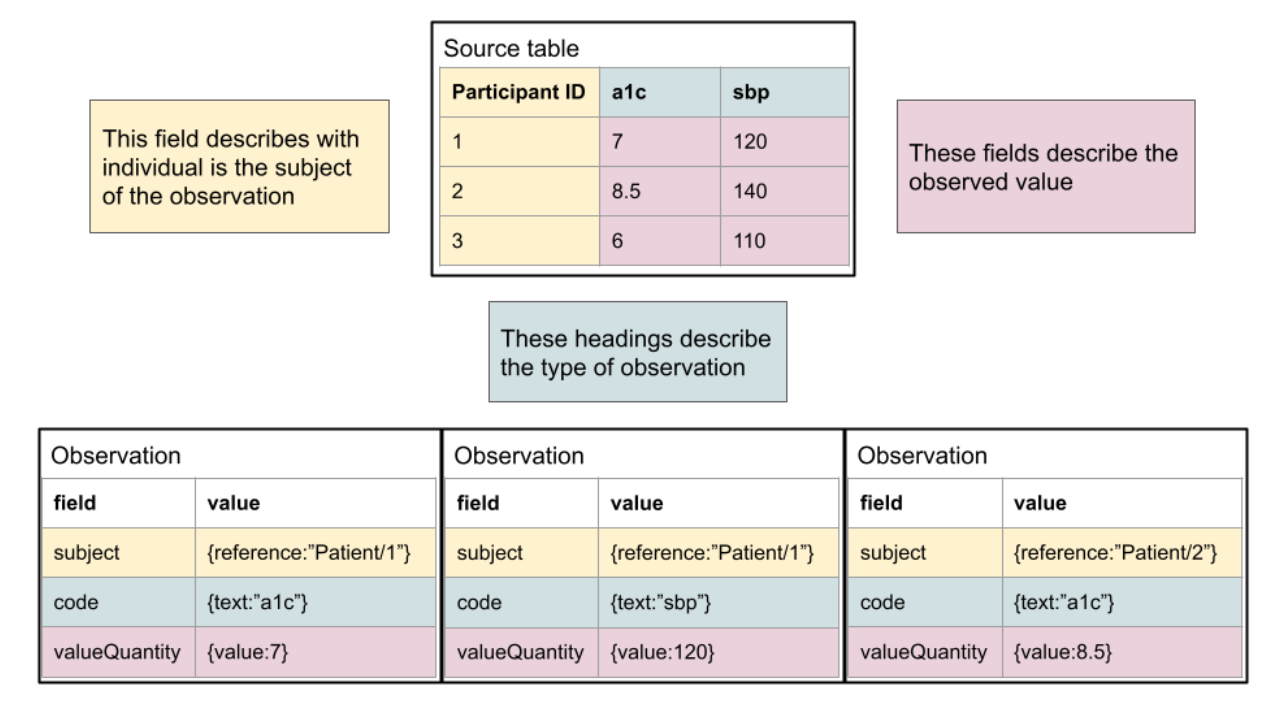 Source table
Participant ID a1c sbp
1 7 120
2 8.5 140
3 6 110
This field describes with
individual is the subject
of the observation
These fields describe the
observed value
These headings describe
the type of observation
Observation
field value
subject {reference:”Patient/1”}
code {text:”a1c”}
valueQuantity {value:7}
Observation
field value
subject {reference:”Patient/1”}
code {text:”sbp”}
valueQuantity {value:120}
Observation
field value
subject {reference:”Patient/2”}
code {text:”a1c”}
valueQuantity {value:8.5}